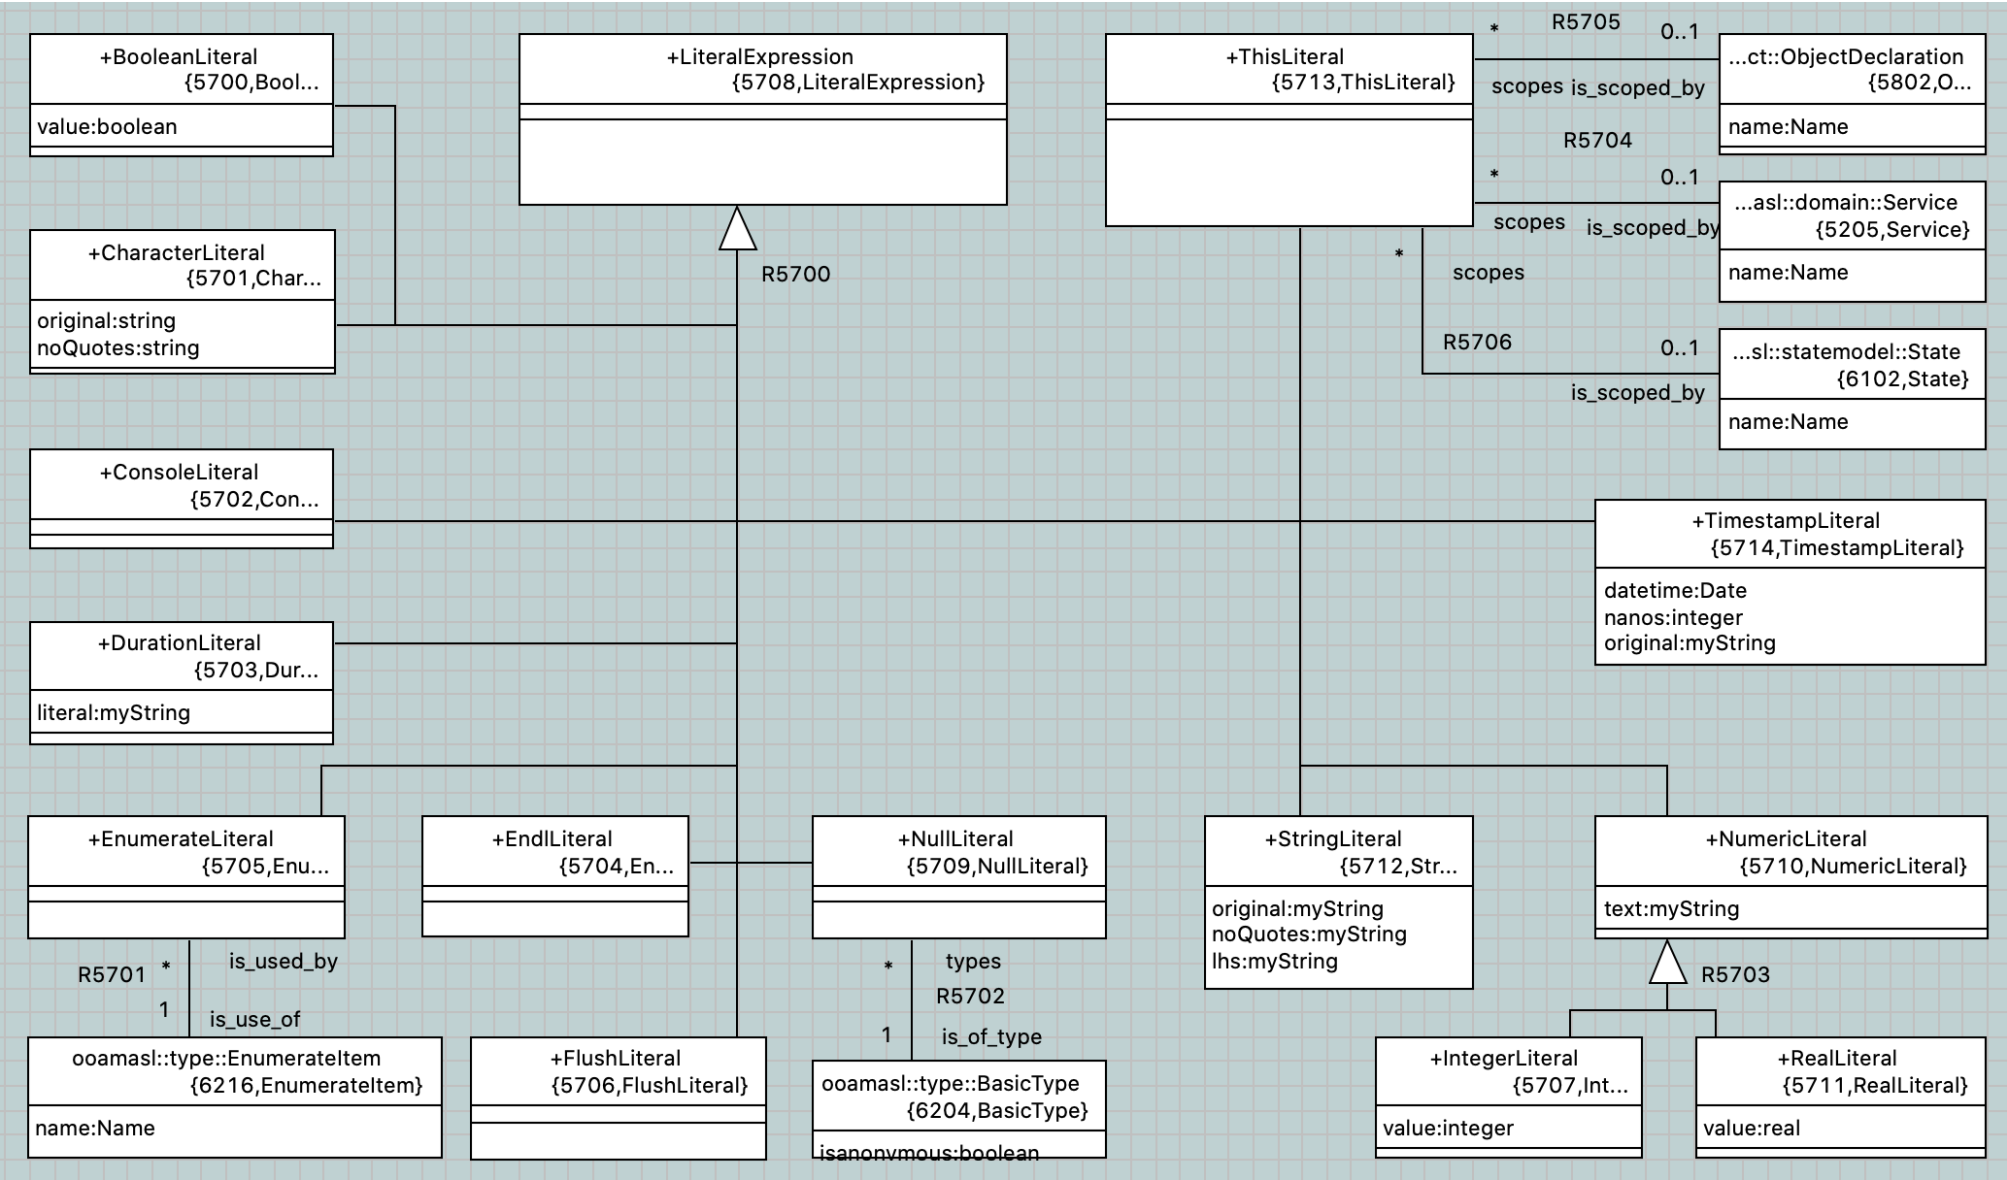 +BooleanLiteral
{5700,Bool...
value:boolean
+LiteralExpression
{5708,LiteralExpression}
+ThisLiteral
{5713,ThisLiteral}
*
R5705
0..1
scopes
is_scoped_by
...ct::ObjectDeclaration
{5802,O...
name:Name
R5704
*
0..1
scopes
is_scoped_by
...asl::domain::Service
{5205,Service}
name:Name
+CharacterLiteral
{5701,Char...
original:string
noQuotes:string
R5700
*
scopes
R5706
0..1
is_scoped_by
...sl::statemodel::State
{6102,State}
name:Name
+ConsoleLiteral
{5702,Con...
+TimestampLiteral
{5714,TimestampLiteral}
datetime:Date
nanos:integer
original:myString
+DurationLiteral
{5703,Dur...
literal:myString
+EnumerateLiteral
{5705,Enu...
+EndlLiteral
{5704,En...
+NullLiteral
{5709,NullLiteral}
+StringLiteral
{5712,Str...
original:myString
noQuotes:myString
lhs:myString
+NumericLiteral
{5710,NumericLiteral}
text:myString
R5701
*
is_used_by
1
is_use_of
*
types
R5702
1
is_of_type
R5703
ooamasl::type::EnumerateItem
{6216,EnumerateItem}
name:Name
+FlushLiteral
{5706,FlushLiteral}
ooamasl::type::BasicType
{6204,BasicType}
isanonymous:boolean
+IntegerLiteral
{5707,Int...
value:integer
+RealLiteral
{5711,RealLiteral}
value:real